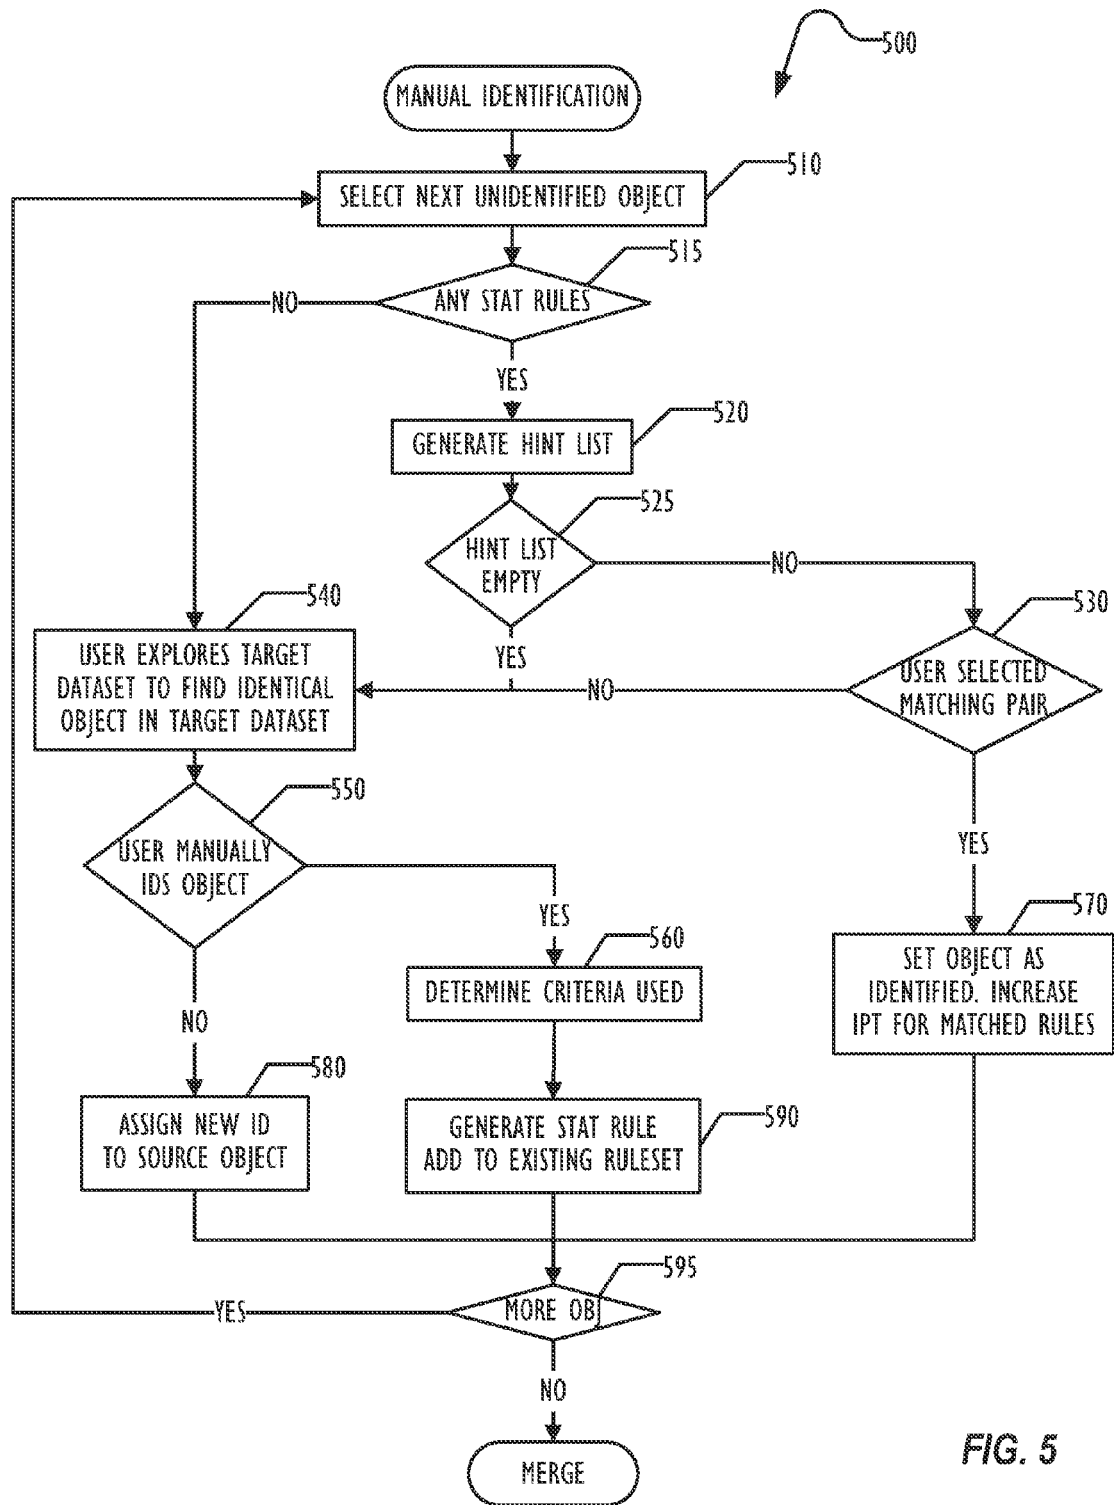 500
MANUAL IDENTIFICATION
510
SELECT NEXT UNIDENTIFIED OBJECT
515
ANY STAT RULES
NO
YES
520
GENERATE HINT LIST
525
HINT LIST
EMPTY
NO
540
530
USER EXPLORES TARGET
DATASET TO FIND IDENTICAL
OBJECT IN TARGET DATASET
YES
NO
USER SELECTED
MATCHING PAIR
550
USER MANUALLY
IDS OBJECT
YES
YES
570
560
SET OBJECT AS
IDENTIFIED. INCREASE
IPT FOR MATCHED RULES
DETERMINE CRITERIA USED
NO
580
ASSIGN NEW ID
TO SOURCE OBJECT
590
GENERATE STAT RULE
ADD TO EXISTING RULESET
595
MORE OBJ
YES
NO
MERGE
FIG. 5